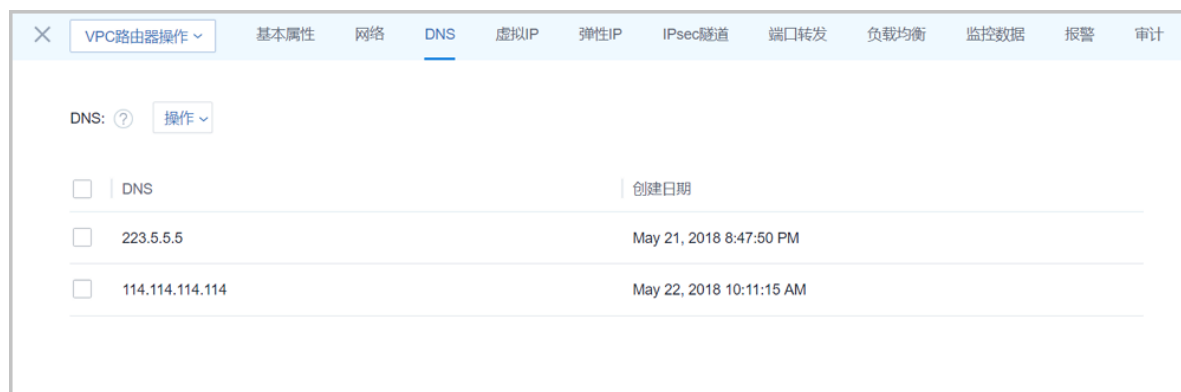 VPC路由器操作 基本属性 网络 DNS 虚拟IP 弹性IP IPsec隧道 端口转发 负载均衡 监控数据 报警 审计
DNS: ? 操作
DNS 创建日期
223.5.5.5 May 21, 2018 8:47:50 PM
114.114.114.114 May 22, 2018 10:11:15 AM